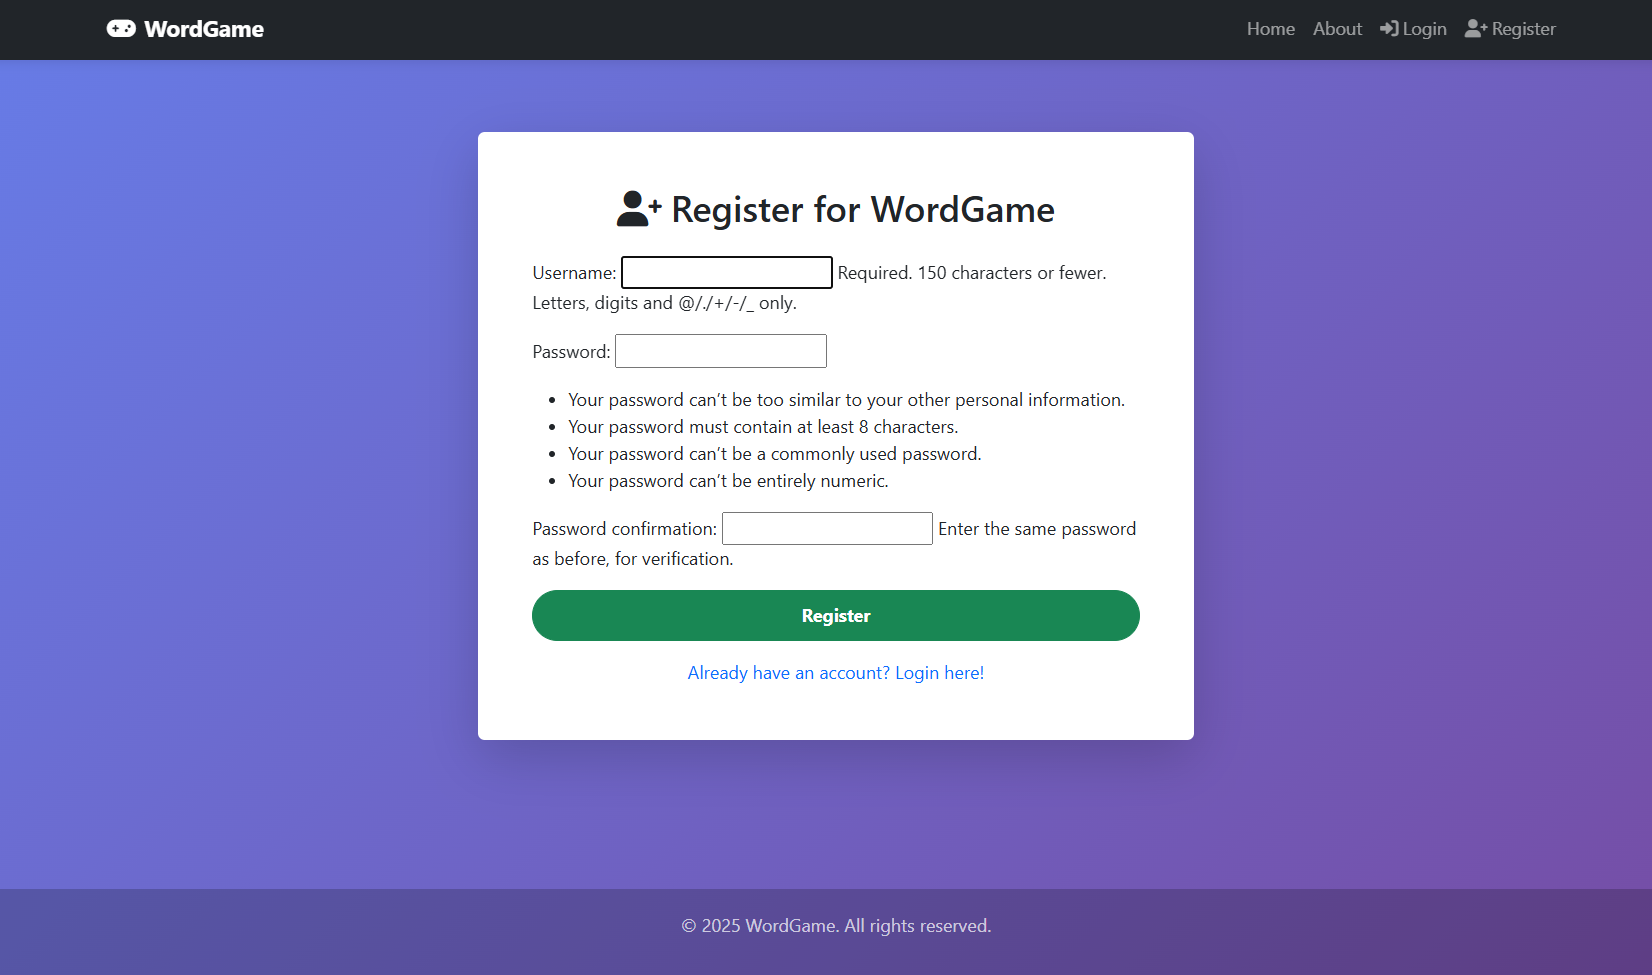 WordGame
Home About Login Register
Register for WordGame
Username: Required. 150 characters or fewer.
Letters, digits and @/./+/-/_ only.
Password:
• Your password can’t be too similar to your other personal information.
• Your password must contain at least 8 characters.
• Your password can’t be a commonly used password.
• Your password can’t be entirely numeric.
Password confirmation: Enter the same password
as before, for verification.
Register
Already have an account? Login here!
© 2025 WordGame. All rights reserved.